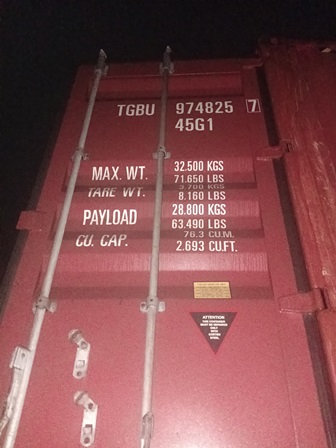 TGBU 974825 7
45G1
MAX. WT. 32.500 KGS
71.650 LBS
TARE WT. 3.700 KGS
8.160 LBS
PAYLOAD 28.800 KGS
63.490 LBS
CU. CAP. 76.3 CU.M.
2.693 CU.FT.
ATTENTION